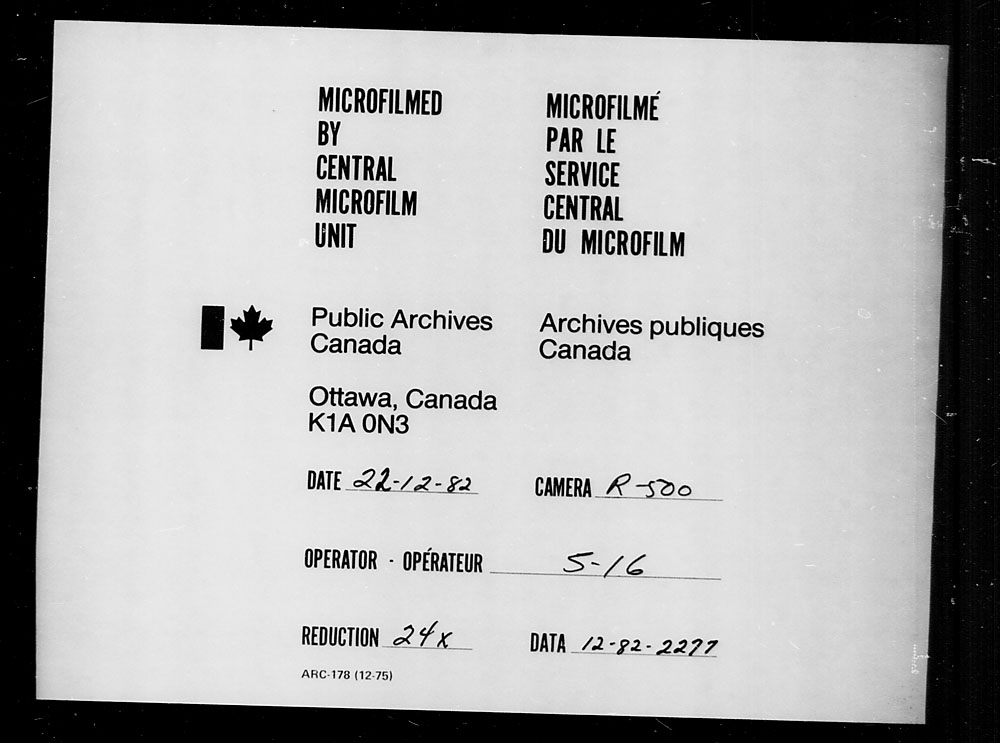 MICROFILMED
BY
CENTRAL
MICROFILM
UNIT
MICROFILMÉ
PAR LE
SERVICE
CENTRAL
DU MICROFILM
Public Archives
Canada
Archives publiques
Canada
Ottawa, Canada
K1A 0N3
DATE 22-12-82
CAMERA R-500
OPERATOR - OPÉRATEUR 5-16
REDUCTION 24x
DATA 12-82-2277
ARC-178 (12-75)